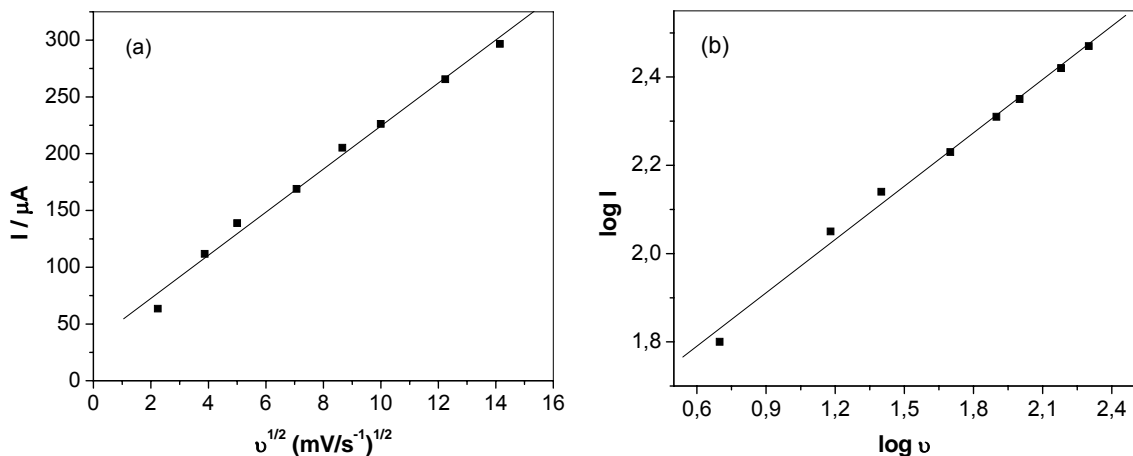 (a)
I / µA
300
250
200
150
100
50
0
0 2 4 6 8 10 12 14 16
υ^1/2 (mV/s^-1)^1/2
(b)
log I
2,4
2,2
2,0
1,8
0,6 0,9 1,2 1,5 1,8 2,1 2,4
log υ